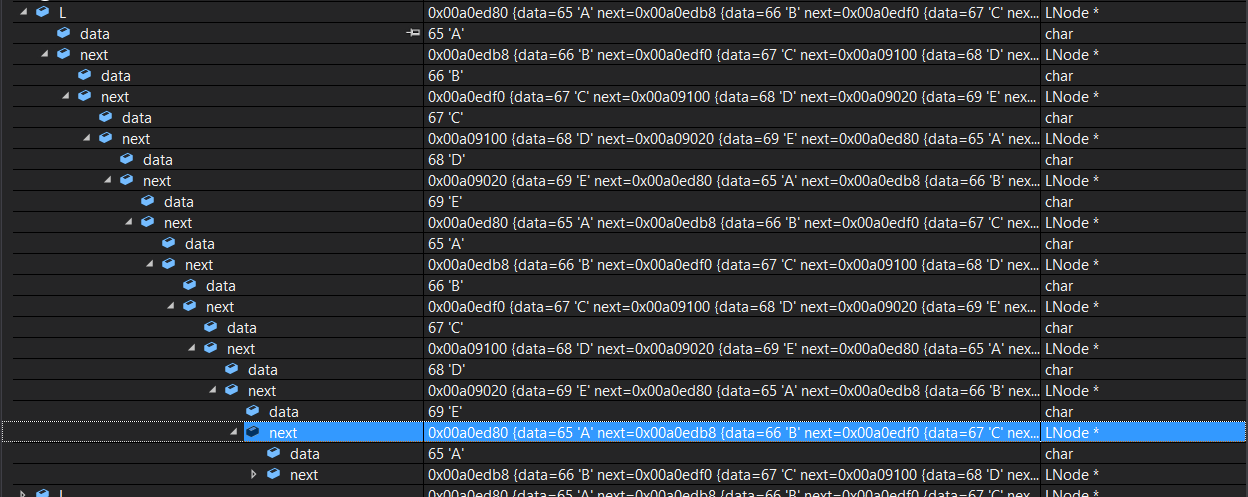 L 0x00a0ed80 {data=65 'A' next=0x00a0edb8 {data=66 'B' next=0x00a0edf0 {data=67 'C' nex... LNode *
data 65 'A' char
next 0x00a0edb8 {data=66 'B' next=0x00a0edf0 {data=67 'C' next=0x00a09100 {data=68 'D' nex... LNode *
data 66 'B' char
next 0x00a0edf0 {data=67 'C' next=0x00a09100 {data=68 'D' next=0x00a09020 {data=69 'E' nex... LNode *
data 67 'C' char
next 0x00a09100 {data=68 'D' next=0x00a09020 {data=69 'E' next=0x00a0ed80 {data=65 'A' nex... LNode *
data 68 'D' char
next 0x00a09020 {data=69 'E' next=0x00a0ed80 {data=65 'A' next=0x00a0edb8 {data=66 'B' nex... LNode *
data 69 'E' char
next 0x00a0ed80 {data=65 'A' next=0x00a0edb8 {data=66 'B' next=0x00a0edf0 {data=67 'C' nex... LNode *
data 65 'A' char
next 0x00a0edb8 {data=66 'B' next=0x00a0edf0 {data=67 'C' next=0x00a09100 {data=68 'D' nex... LNode *
data 66 'B' char
next 0x00a0edf0 {data=67 'C' next=0x00a09100 {data=68 'D' next=0x00a09020 {data=69 'E' nex... LNode *
data 67 'C' char
next 0x00a09100 {data=68 'D' next=0x00a09020 {data=69 'E' next=0x00a0ed80 {data=65 'A' nex... LNode *
data 68 'D' char
next 0x00a09020 {data=69 'E' next=0x00a0ed80 {data=65 'A' next=0x00a0edb8 {data=66 'B' nex... LNode *
data 69 'E' char
next 0x00a0ed80 {data=65 'A' next=0x00a0edb8 {data=66 'B' next=0x00a0edf0 {data=67 'C' nex... LNode *
data 65 'A' char
next 0x00a0edb8 {data=66 'B' next=0x00a0edf0 {data=67 'C' next=0x00a09100 {data=68 'D' nex... LNode *